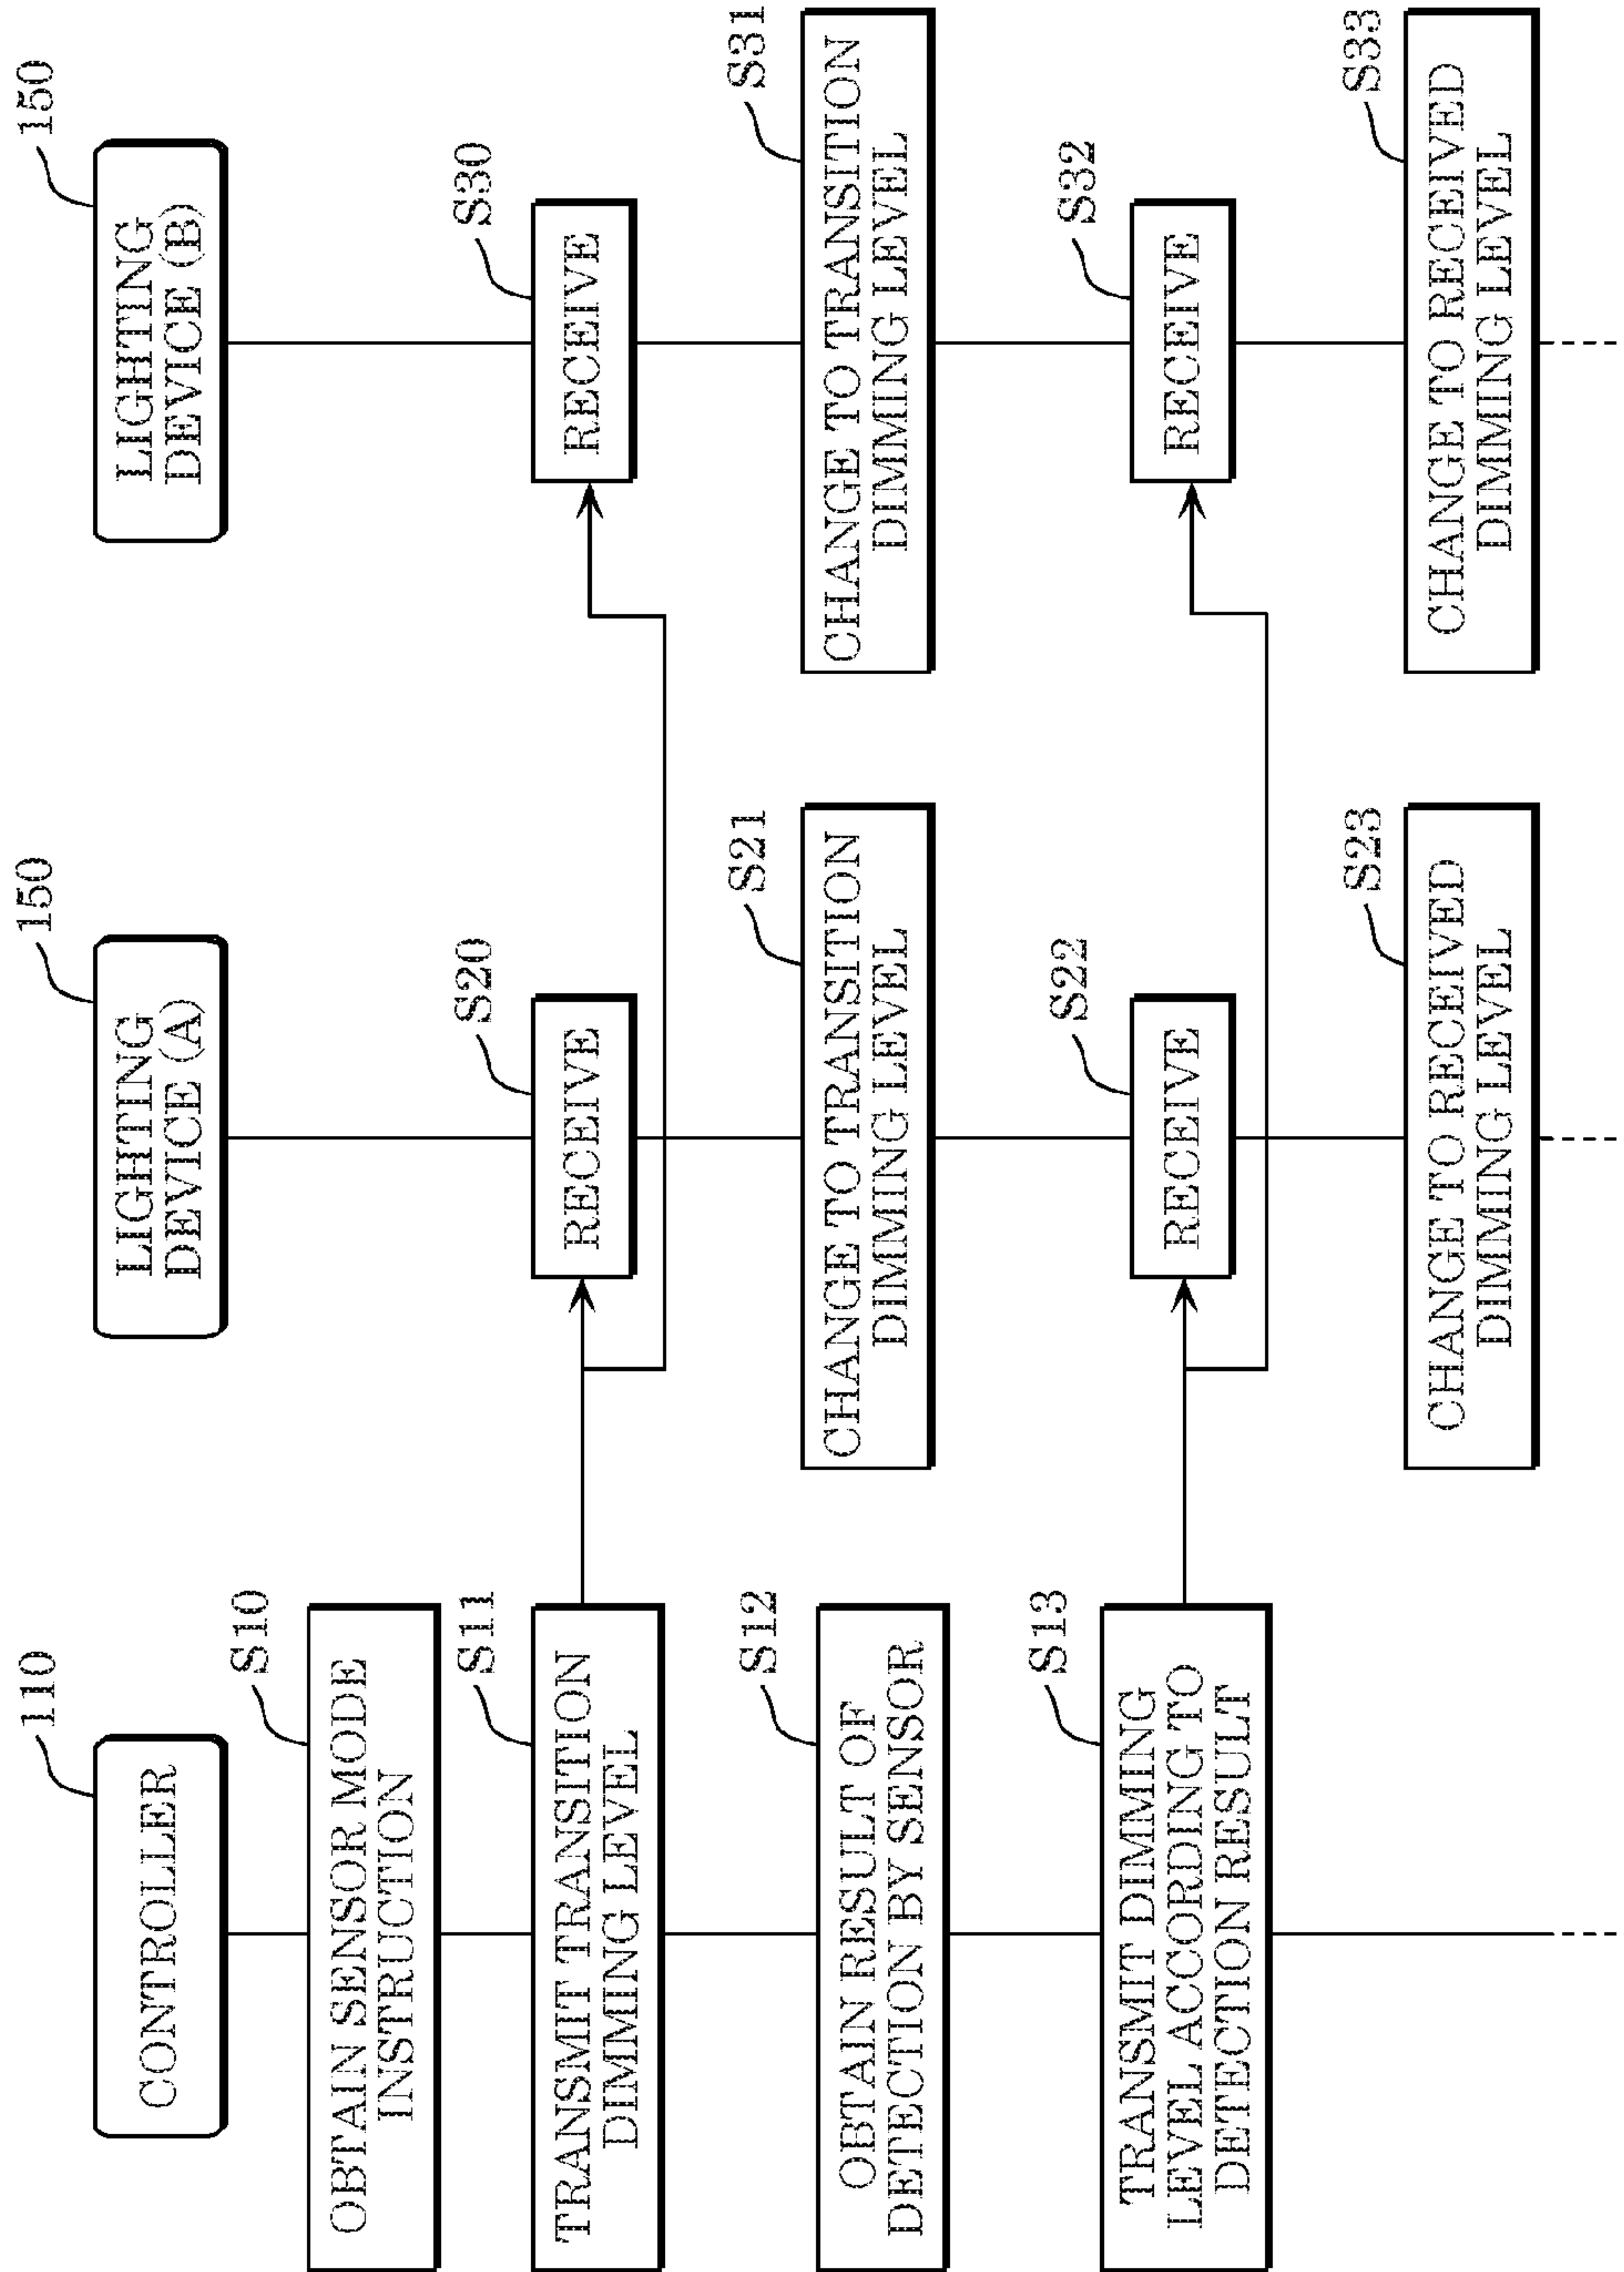 110
CONTROLLER
S10
OBTAIN SENSOR MODE
INSTRUCTION
S11
TRANSMIT TRANSITION
DIMMING LEVEL
S12
OBTAIN RESULT OF
DETECTION BY SENSOR
S13
TRANSMIT DIMMING
LEVEL ACCORDING TO
DETECTION RESULT
150
LIGHTING
DEVICE (A)
S20
RECEIVE
S21
CHANGE TO TRANSITION
DIMMING LEVEL
S22
RECEIVE
S23
CHANGE TO RECEIVED
DIMMING LEVEL
150
LIGHTING
DEVICE (B)
S30
RECEIVE
S31
CHANGE TO TRANSITION
DIMMING LEVEL
S32
RECEIVE
S33
CHANGE TO RECEIVED
DIMMING LEVEL